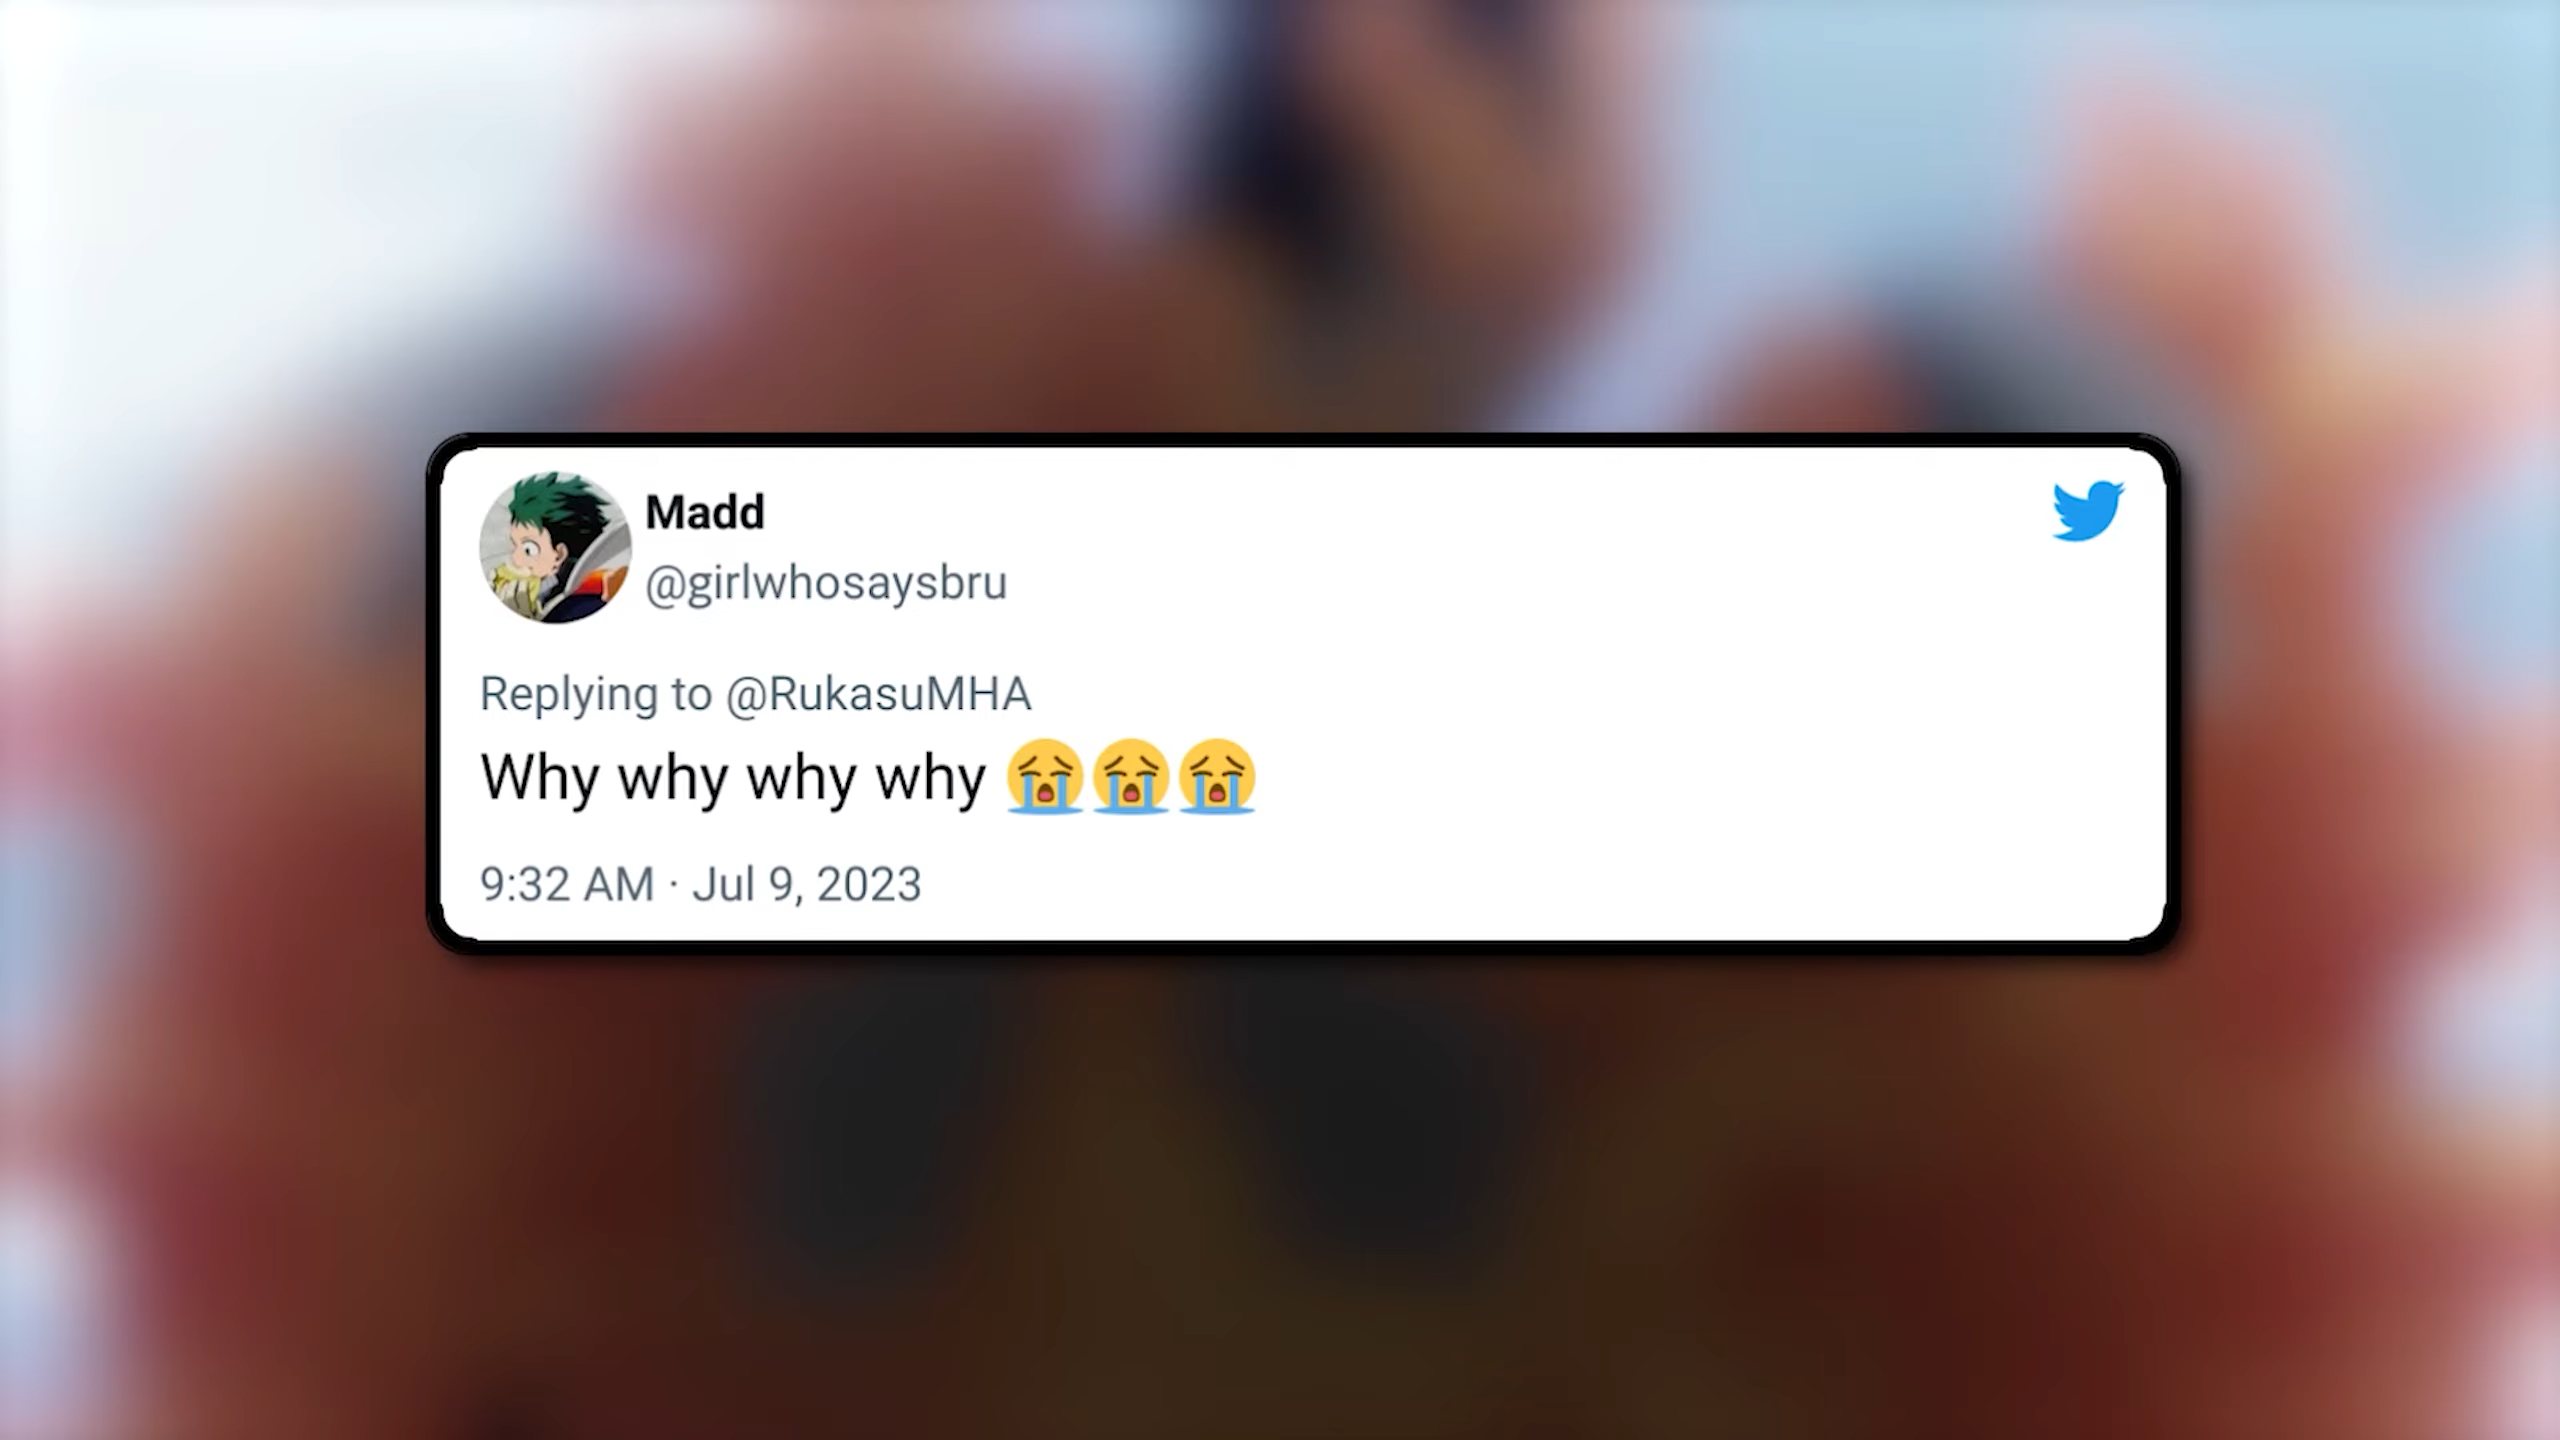 Madd
@girlwhosaysbru
Replying to @RukasuMHA
Why why why why 😭😭😭
9:32 AM · Jul 9, 2023